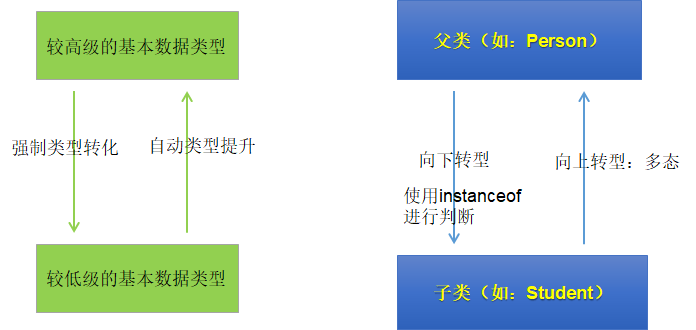 较高级的基本数据类型
强制类型转化
自动类型提升
较低级的基本数据类型
父类（如：Person）
向下转型
使用instanceof
进行判断
向上转型：多态
子类（如：Student）